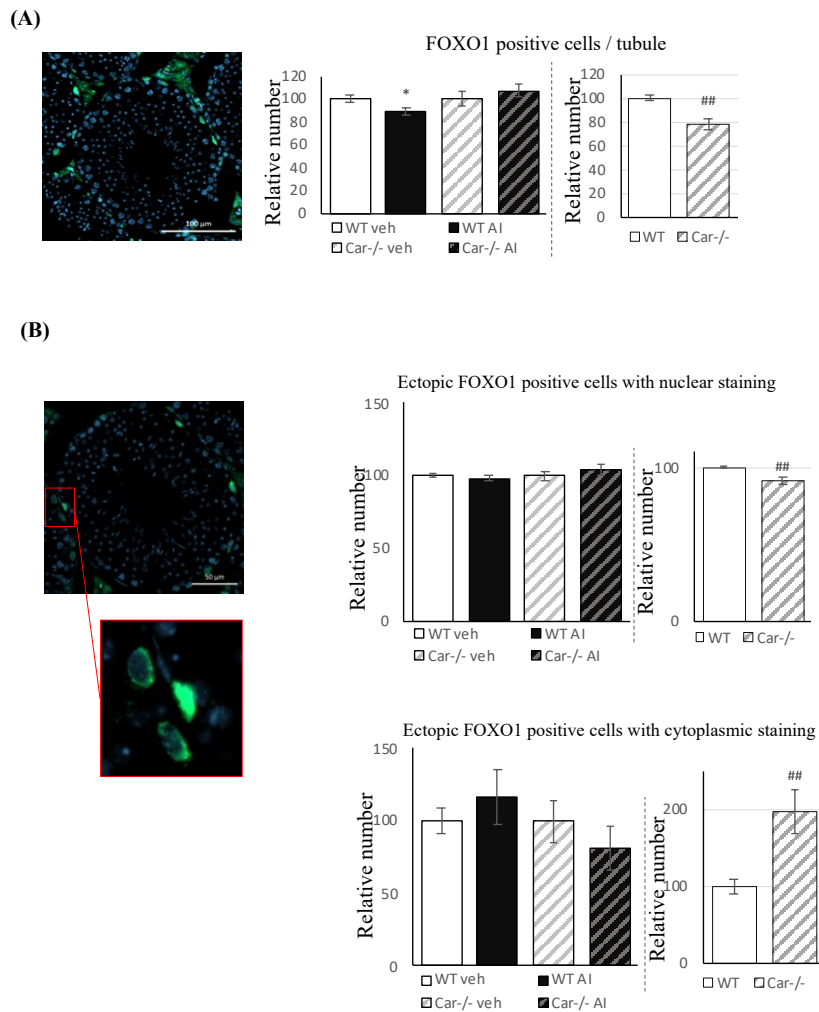 (A)
FOXO1 positive cells / tubule
100 µm
Relative number
120
100
80
60
40
20
0
*
WT veh
WT AI
Car-/- veh
Car-/- AI
Relative number
120
100
80
60
40
20
0
##
WT
Car-/-
(B)
50 µm
Ectopic FOXO1 positive cells with nuclear staining
Relative number
150
100
50
0
WT veh
WT AI
Car-/- veh
Car-/- AI
Relative number
100
0
##
WT
Car-/-
Ectopic FOXO1 positive cells with cytoplasmic staining
Relative number
150
100
50
0
WT veh
WT AI
Car-/- veh
Car-/- AI
Relative number
200
100
0
##
WT
Car-/-